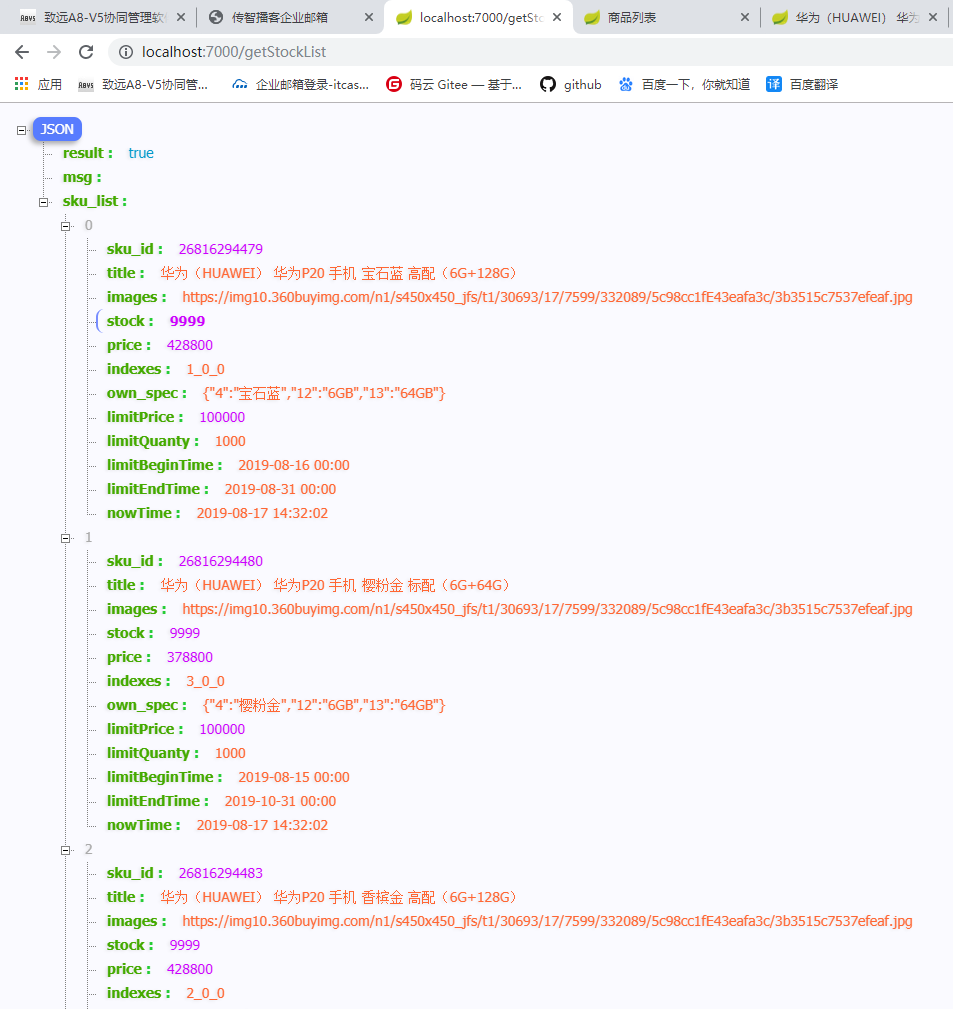 致远A8-V5协同管理软 传智播客企业邮箱 localhost:7000/getSto 商品列表 华为（HUAWEI） 华为
localhost:7000/getStockList
应用 致远A8-V5协同管... 企业邮箱登录-itcas... 码云 Gitee — 基于... github 百度一下，你就知道 译 百度翻译
JSON
result : true
msg :
sku_list :
0
sku_id : 26816294479
title : 华为（HUAWEI） 华为P20 手机 宝石蓝 高配（6G+128G）
images : https://img10.360buyimg.com/n1/s450x450_jfs/t1/30693/17/7599/332089/5c98cc1fE43eafa3c/3b3515c7537efeaf.jpg
stock : 9999
price : 428800
indexes : 1_0_0
own_spec : {"4":"宝石蓝","12":"6GB","13":"64GB"}
limitPrice : 100000
limitQuanty : 1000
limitBeginTime : 2019-08-16 00:00
limitEndTime : 2019-08-31 00:00
nowTime : 2019-08-17 14:32:02
1
sku_id : 26816294480
title : 华为（HUAWEI） 华为P20 手机 樱粉金 标配（6G+64G）
images : https://img10.360buyimg.com/n1/s450x450_jfs/t1/30693/17/7599/332089/5c98cc1fE43eafa3c/3b3515c7537efeaf.jpg
stock : 9999
price : 378800
indexes : 3_0_0
own_spec : {"4":"樱粉金","12":"6GB","13":"64GB"}
limitPrice : 100000
limitQuanty : 1000
limitBeginTime : 2019-08-15 00:00
limitEndTime : 2019-10-31 00:00
nowTime : 2019-08-17 14:32:02
2
sku_id : 26816294483
title : 华为（HUAWEI） 华为P20 手机 香槟金 高配（6G+128G）
images : https://img10.360buyimg.com/n1/s450x450_jfs/t1/30693/17/7599/332089/5c98cc1fE43eafa3c/3b3515c7537efeaf.jpg
stock : 9999
price : 428800
indexes : 2_0_0